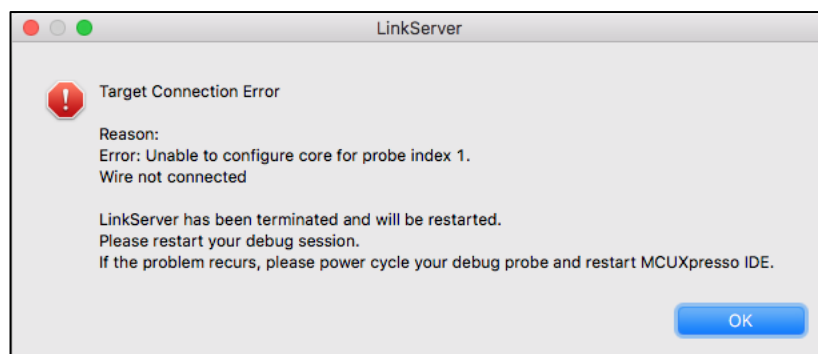 LinkServer
Target Connection Error
Reason:
Error: Unable to configure core for probe index 1.
Wire not connected
LinkServer has been terminated and will be restarted.
Please restart your debug session.
If the problem recurs, please power cycle your debug probe and restart MCUXpresso IDE.
OK